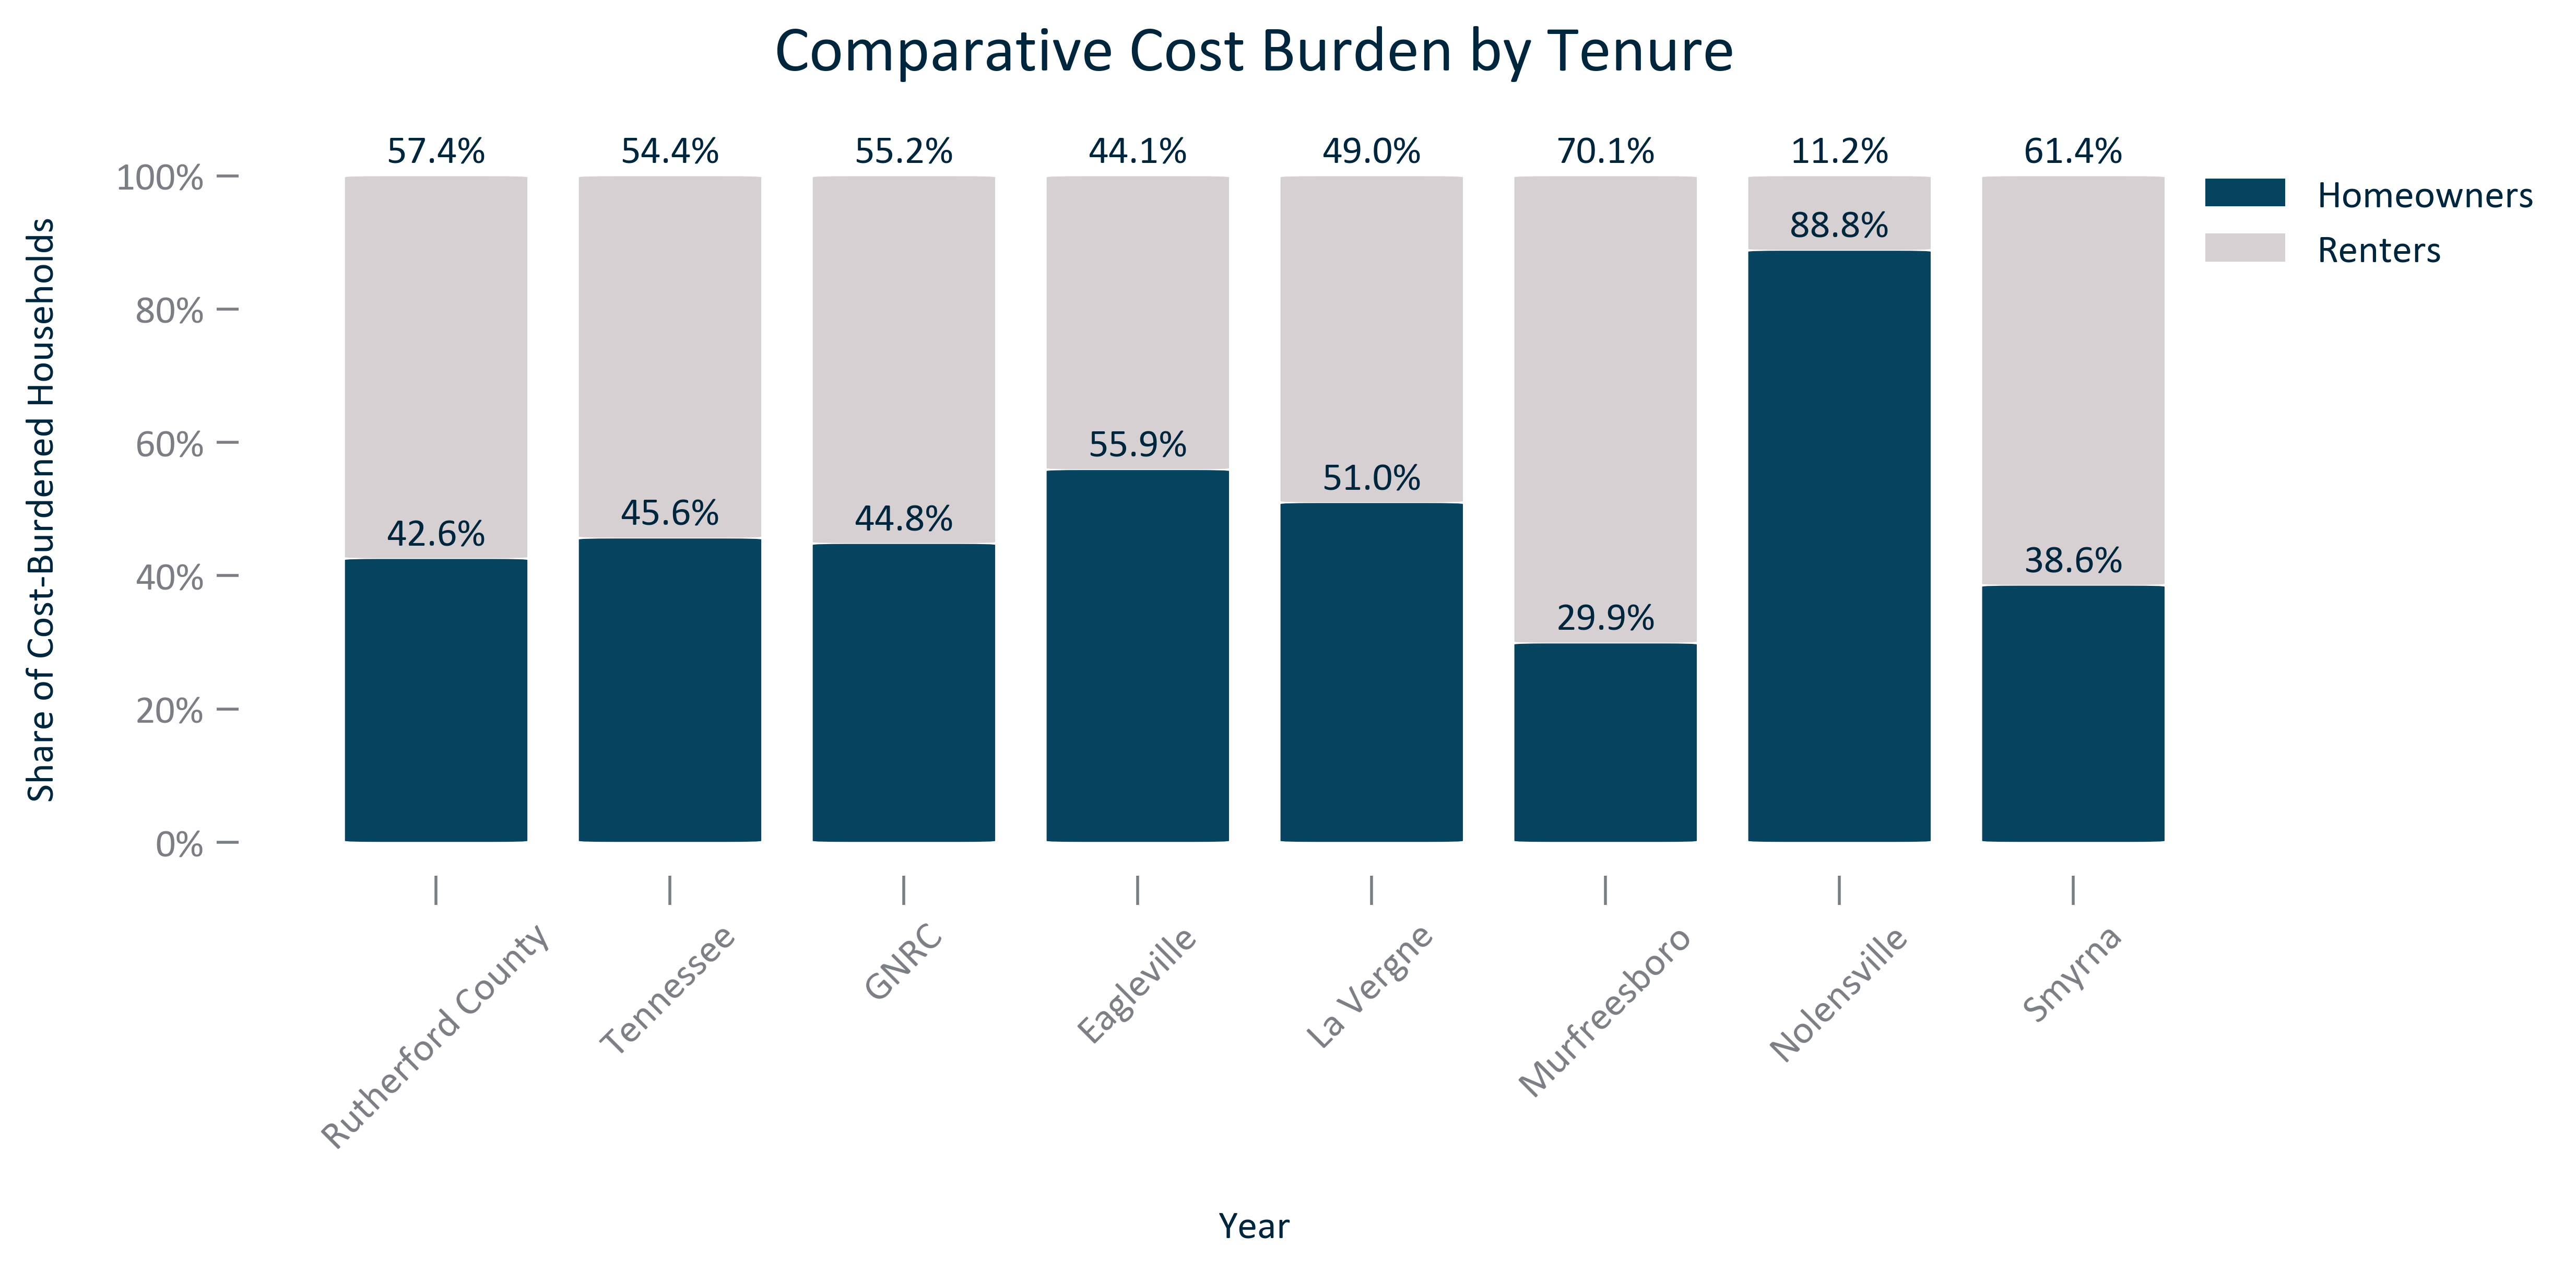 Comparative Cost Burden by Tenure
57.4% 54.4% 55.2% 44.1% 49.0% 70.1% 11.2% 61.4%
100%
80%
60%
40%
20%
0%
Share of Cost-Burdened Households
42.6% 45.6% 44.8% 55.9% 51.0% 29.9% 88.8% 38.6%
Homeowners
Renters
Rutherford County
Tennessee
GNRC
Eagleville
La Vergne
Murfreesboro
Nolensville
Smyrna
Year